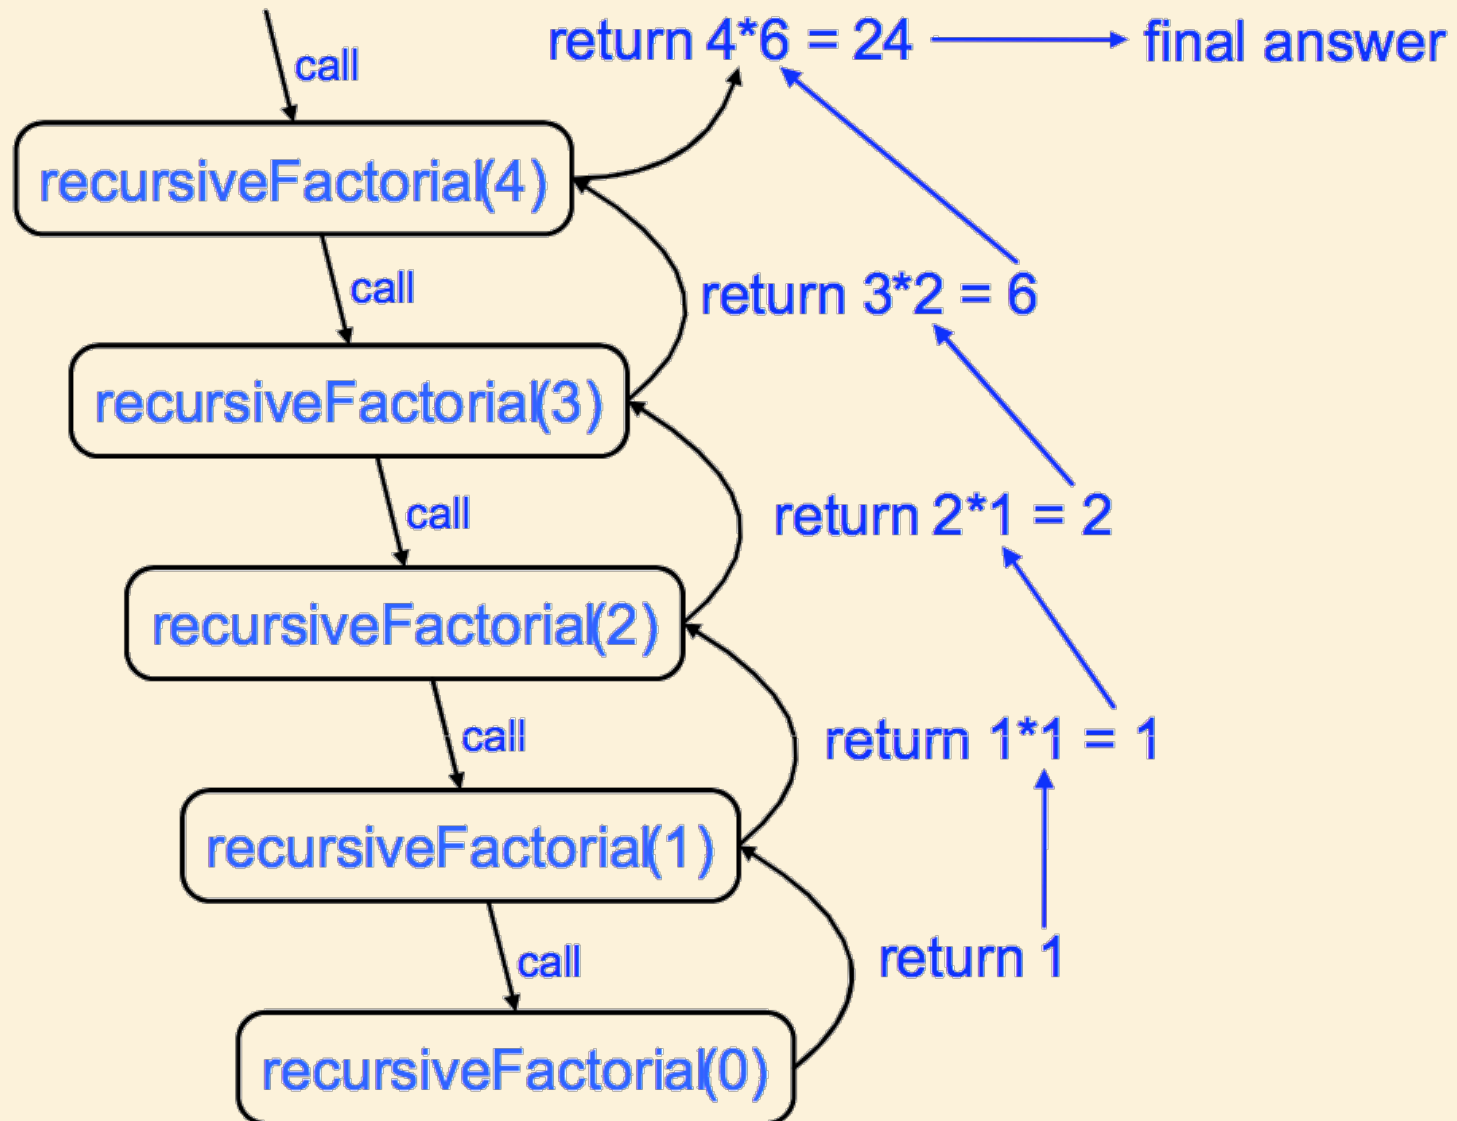 return 4*6 = 24
final answer
call
recursiveFactorial(4)
call
return 3*2 = 6
recursiveFactorial(3)
call
return 2*1 = 2
recursiveFactorial(2)
call
return 1*1 = 1
recursiveFactorial(1)
call
return 1
recursiveFactorial(0)